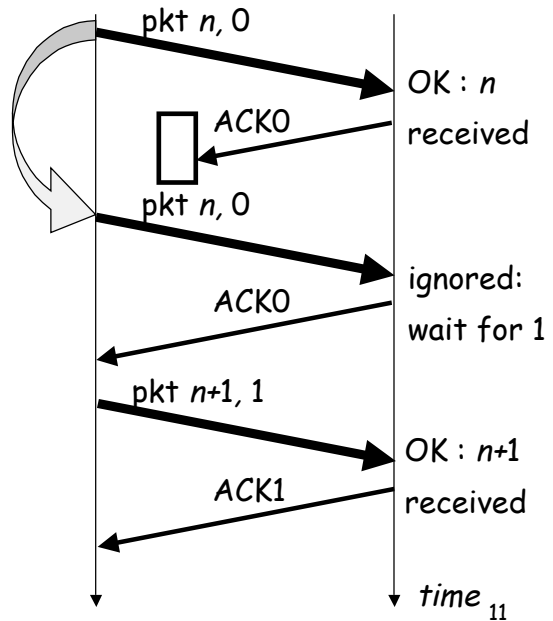 pkt n, 0
OK : n
received
ACK0
pkt n, 0
ignored:
wait for 1
ACK0
pkt n+1, 1
OK : n+1
received
ACK1
time 11